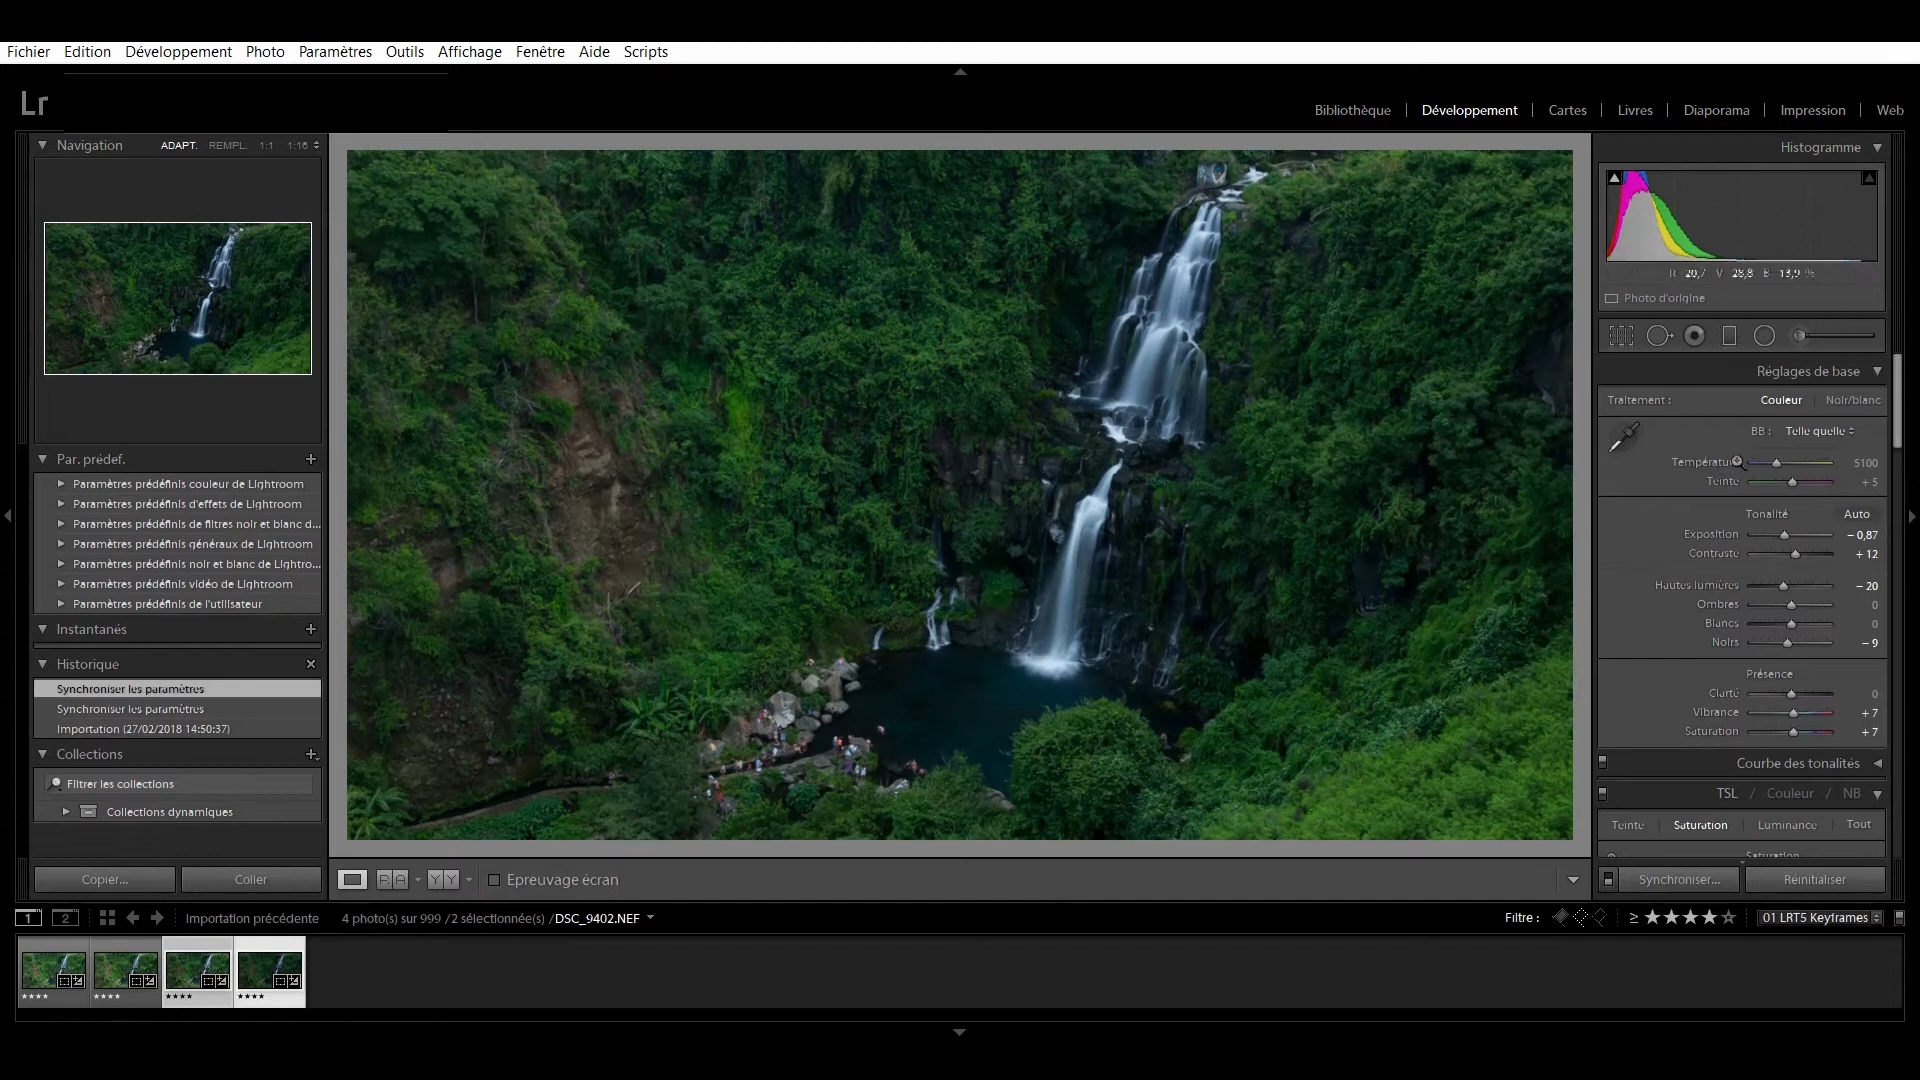 Fichier Edition Développement Photo Paramètres Outils Affichage Fenêtre Aide Scripts
Lr
Bibliothèque | Développement | Cartes | Livres | Diaporama | Impression | Web
Navigation ADAPT. REMPL. 1:1 1:16
Histogramme
R 20,7 V 28,8 B 13,9 %
Photo d'origine
Réglages de base
Traitement : Couleur | Noir/blanc
BB : Telle quelle
Température 5100
Teinte + 5
Tonalité Auto
Exposition − 0,87
Contraste + 12
Hautes lumières − 20
Ombres 0
Blancs 0
Noirs − 9
Présence
Clarté 0
Vibrance + 7
Saturation + 7
Courbe des tonalités
TSL / Couleur / NB
Teinte Saturation Luminance Tout
Saturation
Synchroniser... Réinitialiser
Par. prédéf.
Paramètres prédéfinis couleur de Lightroom
Paramètres prédéfinis d'effets de Lightroom
Paramètres prédéfinis de filtres noir et blanc d...
Paramètres prédéfinis généraux de Lightroom
Paramètres prédéfinis noir et blanc de Lightro...
Paramètres prédéfinis vidéo de Lightroom
Paramètres prédéfinis de l'utilisateur
Instantanés
Historique
Synchroniser les paramètres
Synchroniser les paramètres
Importation (27/02/2018 14:50:37)
Collections
Filtrer les collections
Collections dynamiques
Copier... Coller
R A Y Y Epreuvage écran
1 2 Importation précédente 4 photo(s) sur 999 /2 sélectionnée(s) /DSC_9402.NEF Filtre : ≥ ★★★★☆ 01 LRT5 Keyframes